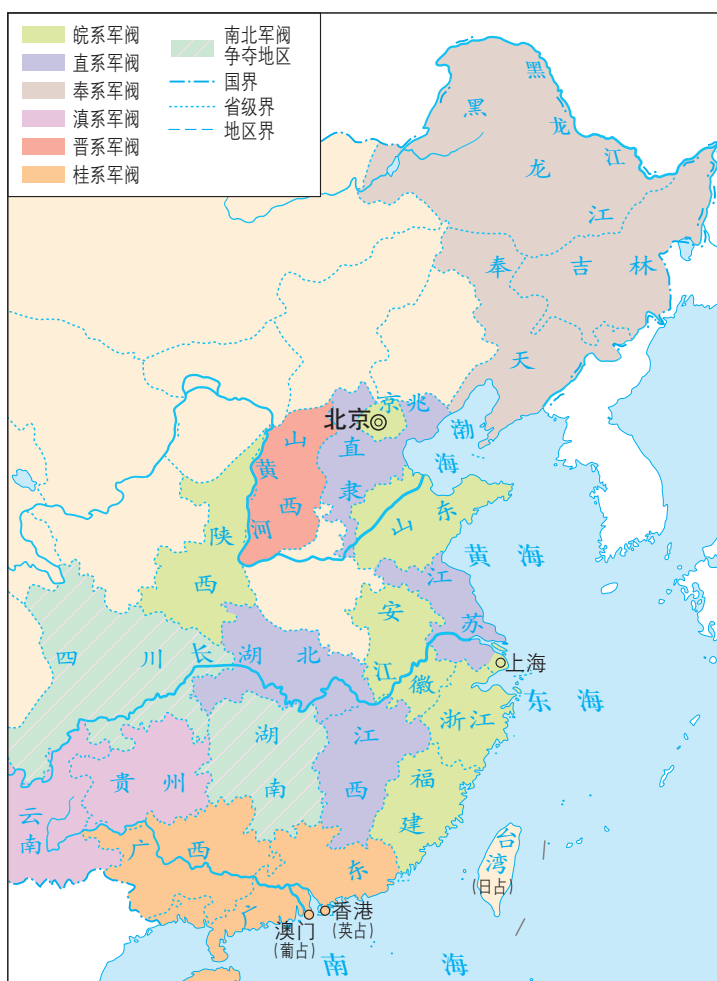 皖系军阀
直系军阀
奉系军阀
滇系军阀
晋系军阀
桂系军阀
南北军阀
争夺地区
国界
省级界
地区界
黑龙江
黑龙江
吉林
奉天
京兆
北京
直隶
渤海
山西
黄河
山东
陕西
黄海
江苏
安徽
上海
四川
长江
湖北
浙江
东海
湖南
江西
贵州
福建
云南
广西
广东
台湾
(日占)
香港
(英占)
澳门
(葡占)
南海